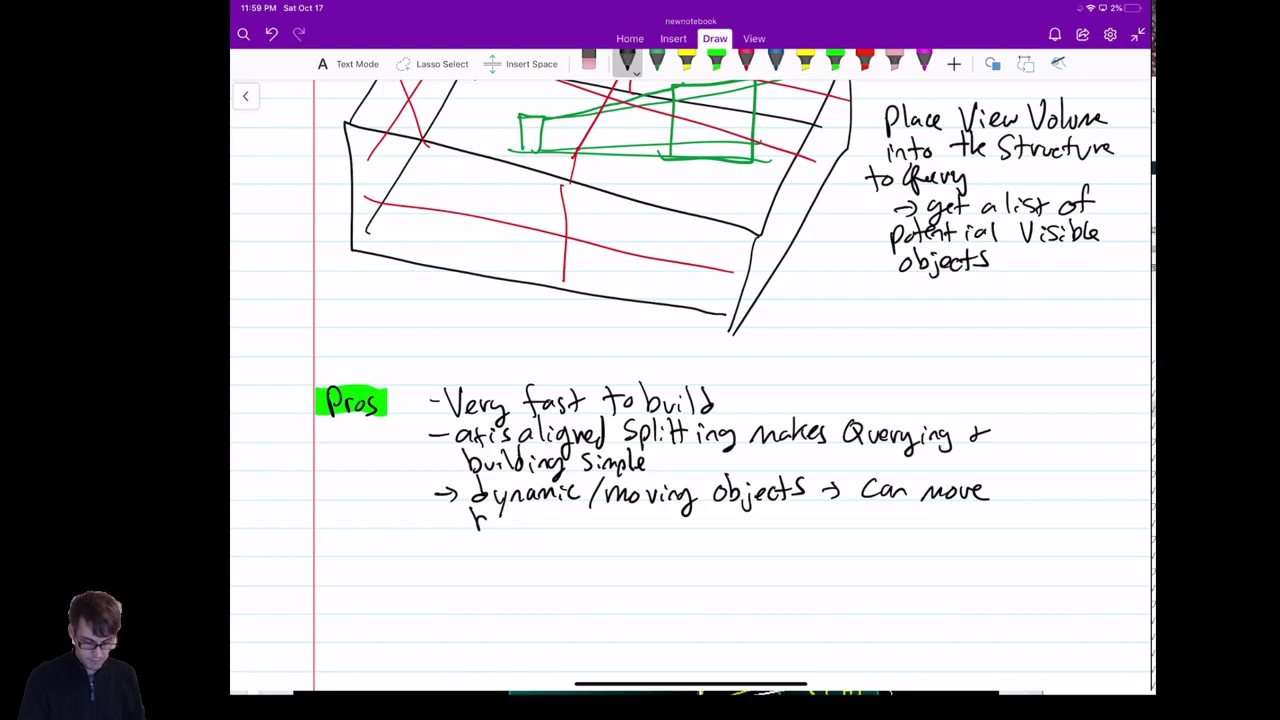 11:59 PM Sat Oct 17
2%
newnotebook
Home Insert Draw View
Text Mode Lasso Select Insert Space
Place View Volume
into the Structure
to Query
→ get a list of
potential Visible
objects
Pros
- Very fast to build
- axis aligned Splitting makes Querying +
building Simple
→ dynamic/moving objects → Can move